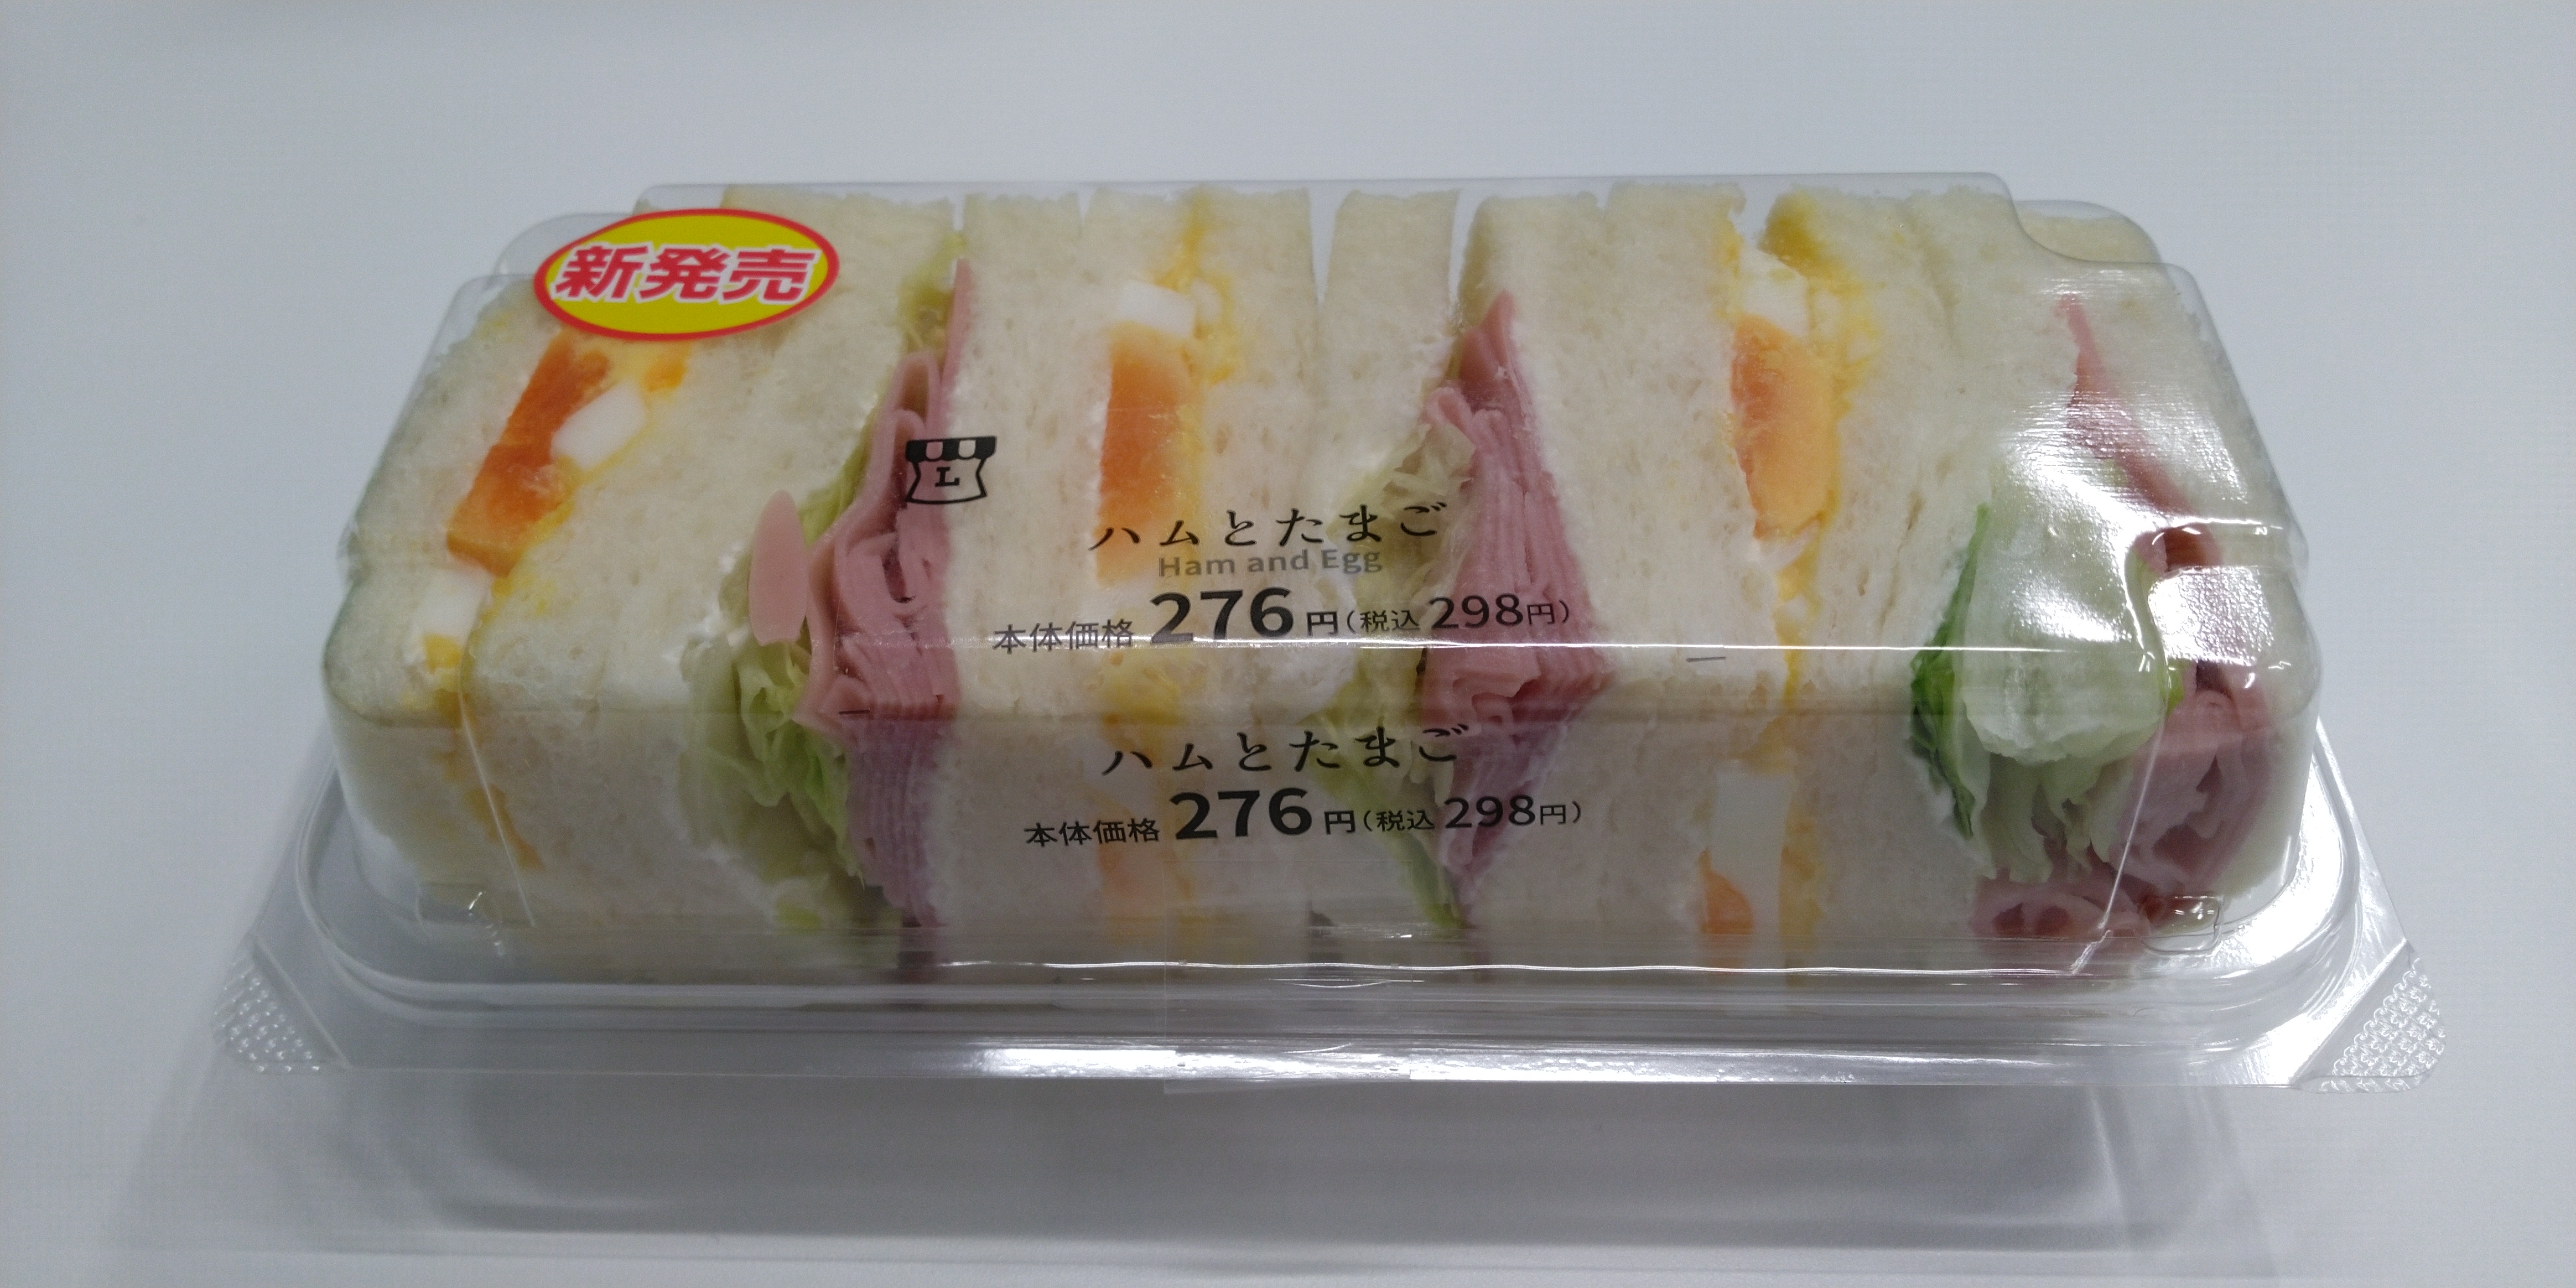 新発売
L
ハムとたまご
Ham and Egg
本体価格 276円(税込298円)
ハムとたまご
本体価格 276円(税込298円)